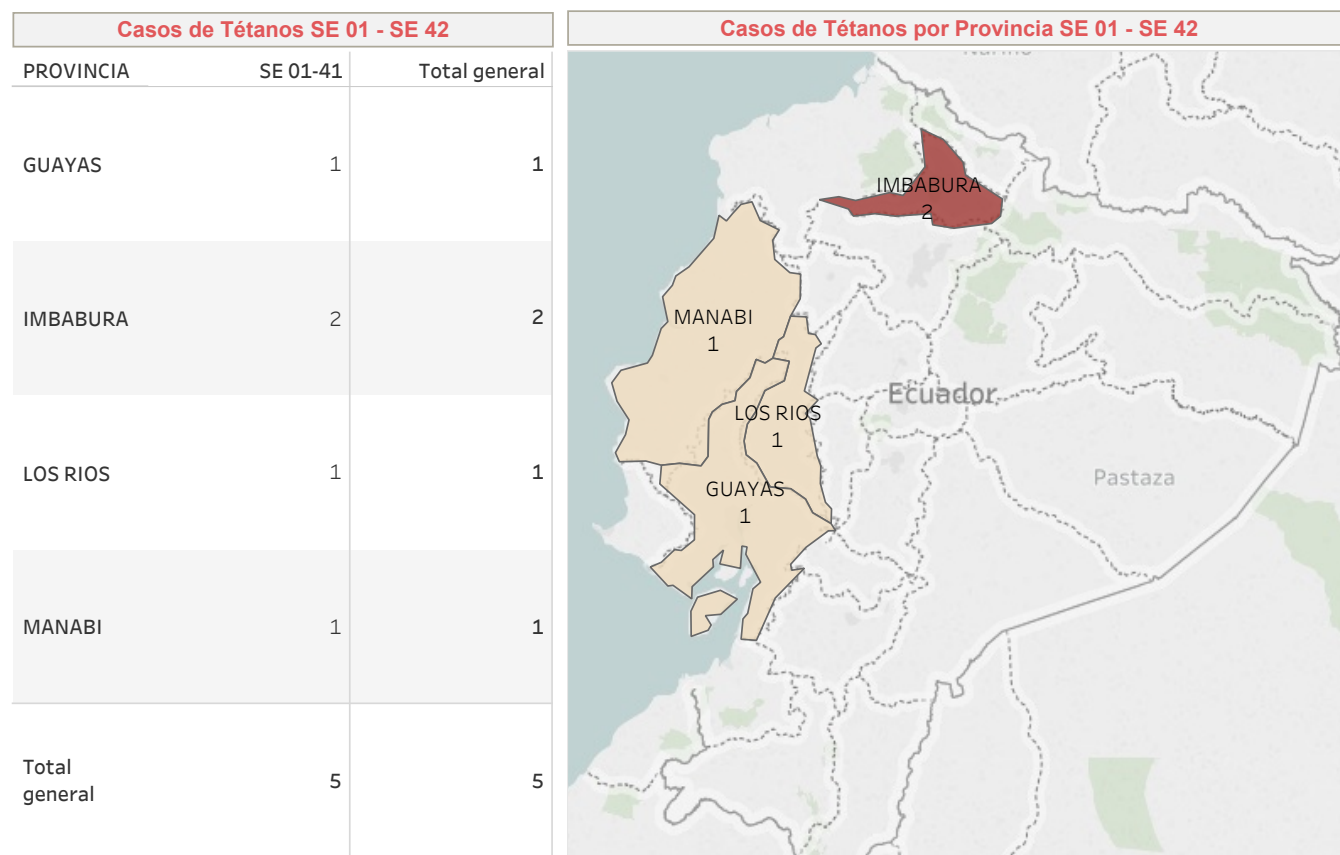 Casos de Tétanos SE 01 - SE 42
PROVINCIA SE 01-41 Total general
GUAYAS 1 1
IMBABURA 2 2
LOS RIOS 1 1
MANABI 1 1
Total
general 5 5
Casos de Tétanos por Provincia SE 01 - SE 42
Nariño
IMBABURA
2
MANABI
1
Ecuador
LOS RIOS
1
Pastaza
GUAYAS
1